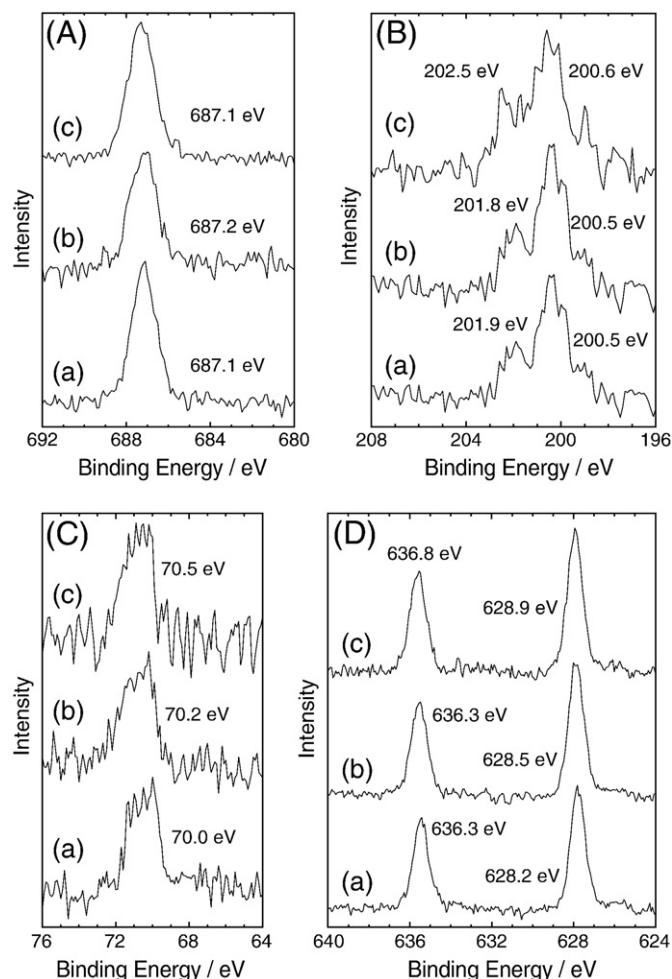 (A)
(c)
687.1 eV
(b)
687.2 eV
(a)
687.1 eV
692 688 684 680
Binding Energy / eV
Intensity
(B)
202.5 eV 200.6 eV
(c)
201.8 eV
200.5 eV
(b)
201.9 eV
200.5 eV
(a)
208 204 200 196
Binding Energy / eV
Intensity
(C)
(c)
70.5 eV
(b)
70.2 eV
(a)
70.0 eV
76 72 68 64
Binding Energy / eV
Intensity
(D)
636.8 eV
628.9 eV
(c)
636.3 eV
628.5 eV
(b)
636.3 eV
628.2 eV
(a)
640 636 632 628 624
Binding Energy / eV
Intensity